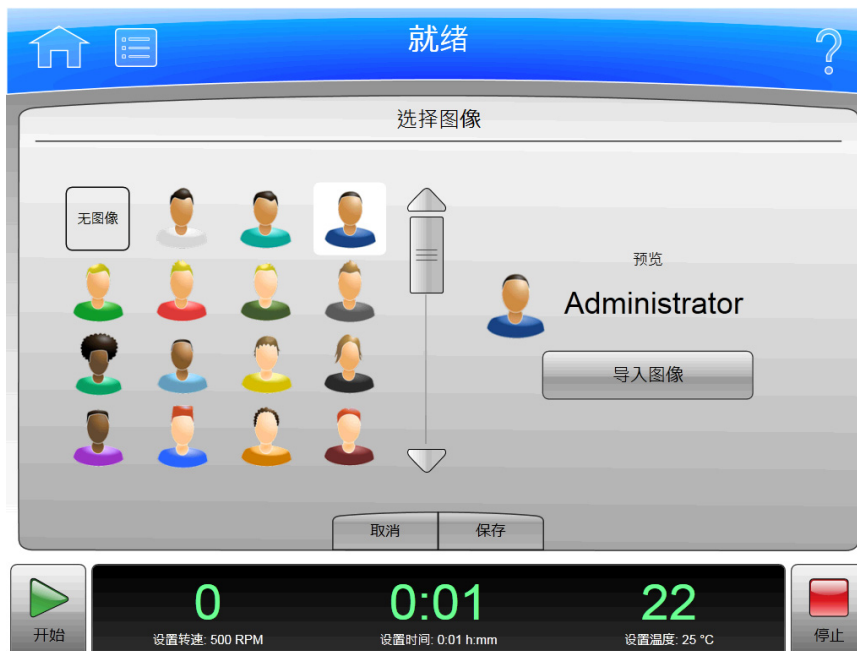 就绪
选择图像
无图像
预览
Administrator
导入图像
取消
保存
开始
0
0:01
22
设置转速: 500 RPM
设置时间: 0:01 h:mm
设置温度: 25 °C
停止